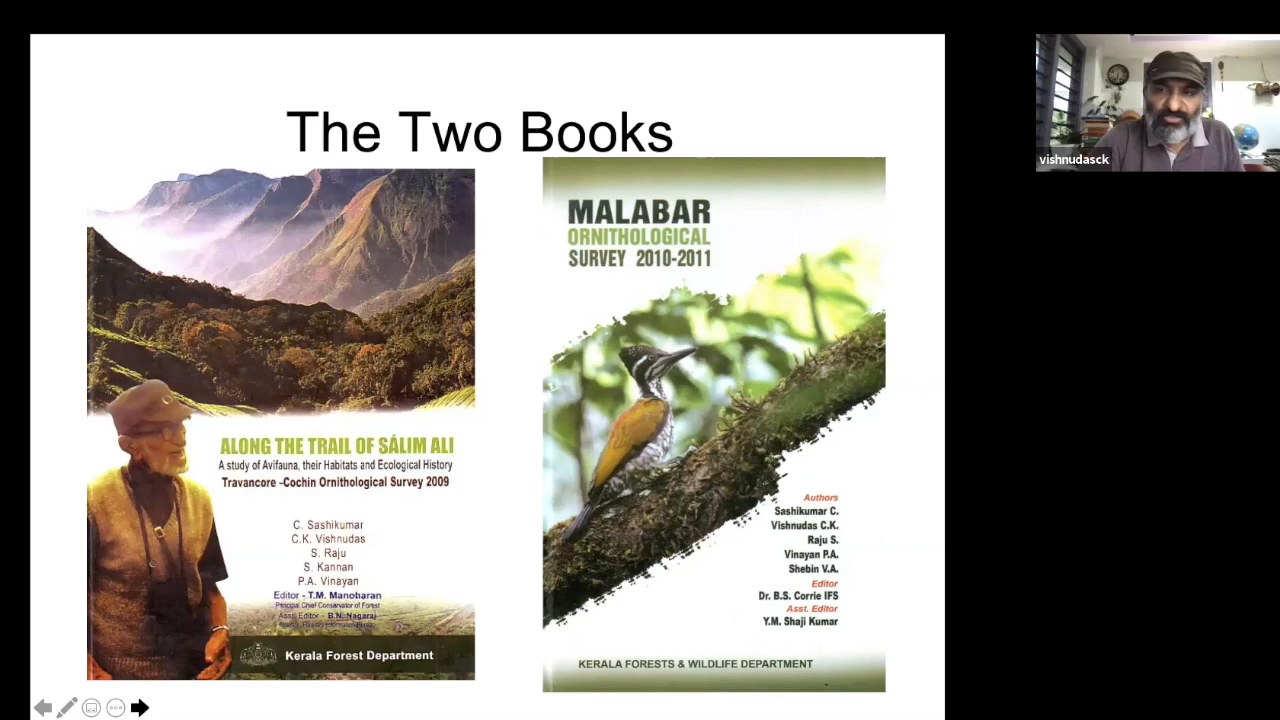 The Two Books
ALONG THE TRAIL OF SÁLIM ALI
A study of Avifauna, their Habitats and Ecological History
Travancore –Cochin Ornithological Survey 2009
C. Sashikumar
C.K. Vishnudas
S. Raju
S. Kannan
P.A. Vinayan
Editor - T.M. Manoharan
Principal Chief Conservator of Forest
Asst. Editor - B.N. Nagaraj
Kerala Forest Department
MALABAR
ORNITHOLOGICAL
SURVEY 2010-2011
Authors
Sashikumar C.
Vishnudas C.K.
Raju S.
Vinayan P.A.
Shebin V.A.
Editor
Dr. B.S. Corrie IFS
Asst. Editor
Y.M. Shaji Kumar
KERALA FORESTS & WILDLIFE DEPARTMENT
vishnudasck